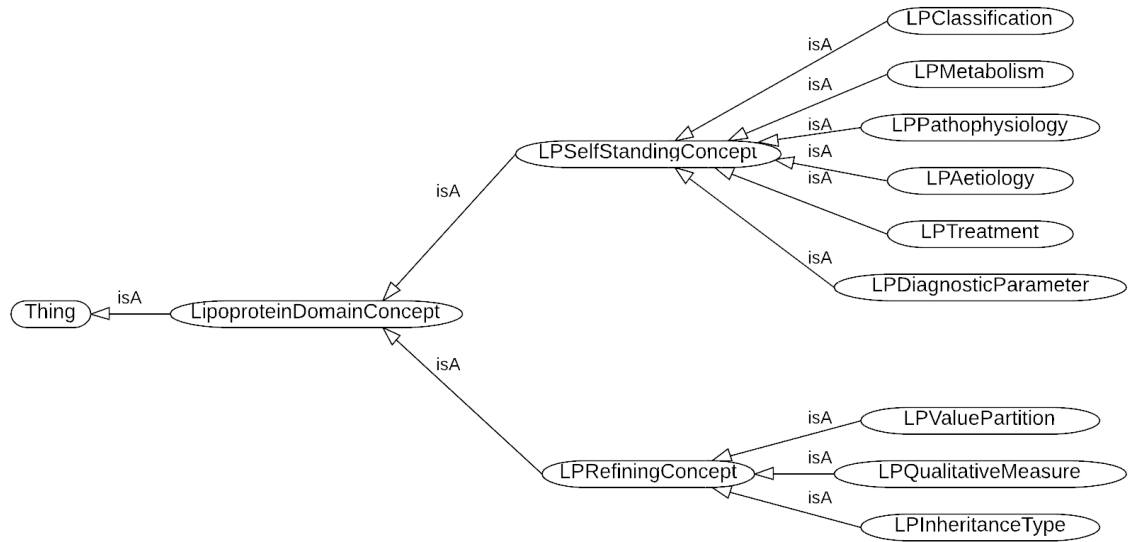 LPClassification
isA
LPMetabolism
isA
LPPathophysiology
isA
LPSelfStandingConcept
isA
LPAetiology
isA
isA
LPTreatment
isA
LPDiagnosticParameter
Thing
isA
LipoproteinDomainConcept
isA
LPValuePartition
isA
LPRefiningConcept
isA
LPQualitativeMeasure
isA
LPInheritanceType